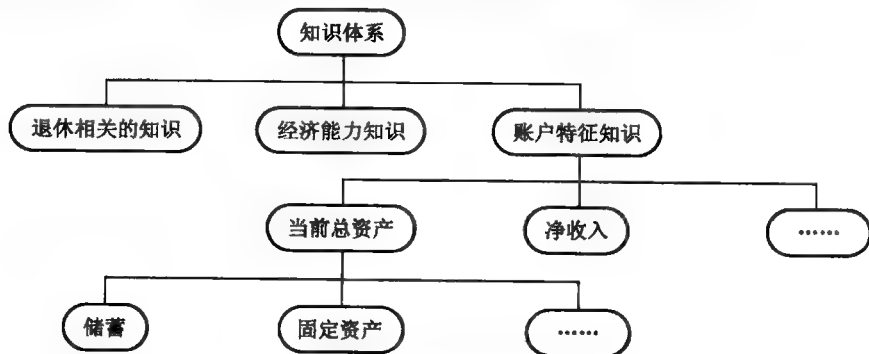 知识体系
退休相关的知识
经济能力知识
账户特征知识
当前总资产
净收入
……
储蓄
固定资产
……